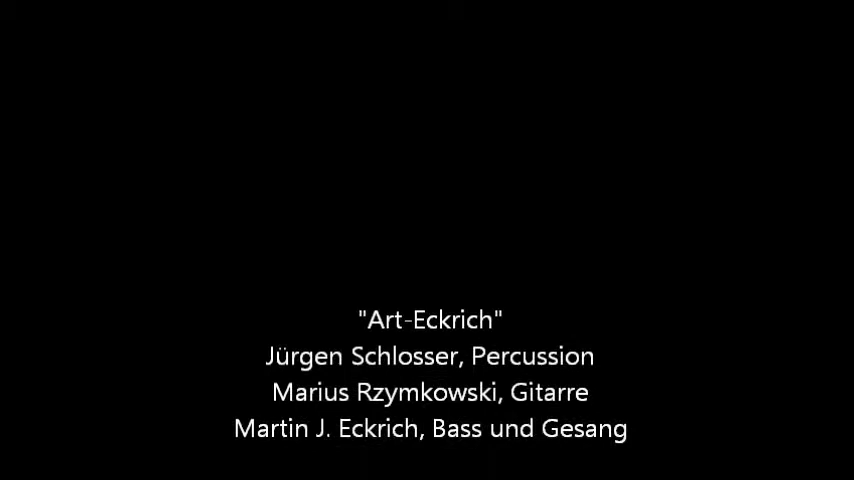 "Art-Eckrich"
Jürgen Schlosser, Percussion
Marius Rzymkowski, Gitarre
Martin J. Eckrich, Bass und Gesang